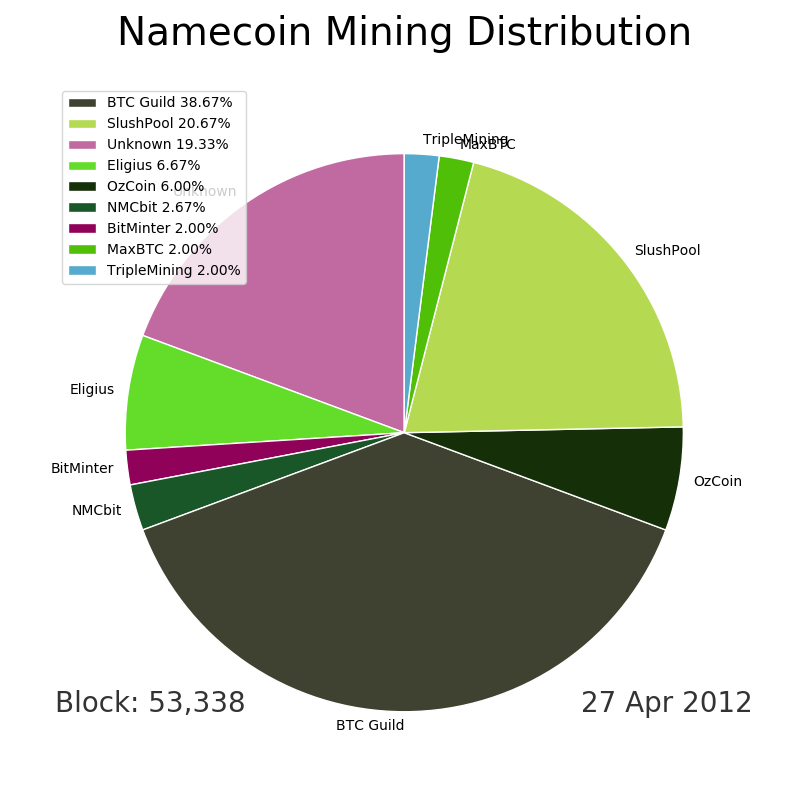 Namecoin Mining Distribution
BTC Guild 38.67%
SlushPool 20.67%
Unknown 19.33%
Eligius 6.67%
OzCoin 6.00%
NMCbit 2.67%
BitMinter 2.00%
MaxBTC 2.00%
TripleMining 2.00%
TripleMining
MaxBTC
Unknown
SlushPool
Eligius
BitMinter
OzCoin
NMCbit
Block: 53,338
27 Apr 2012
BTC Guild